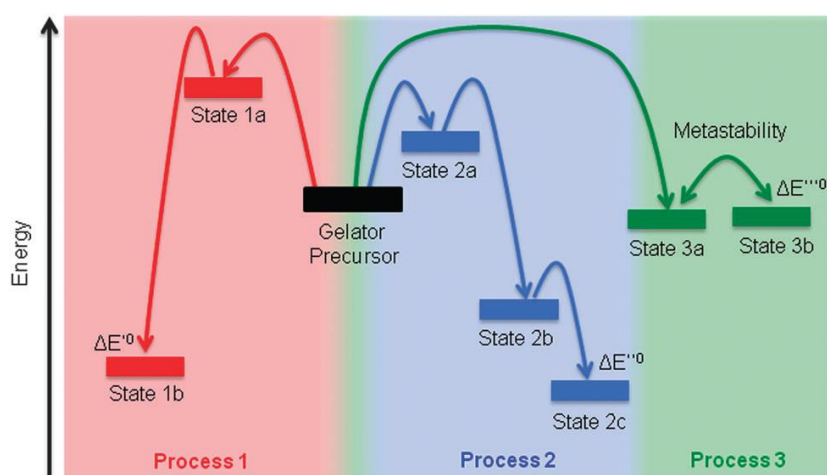 Energy
State 1a
Gelator
Precursor
State 2a
Metastability
ΔE'''⁰
State 3a
State 3b
State 2b
ΔE'⁰
State 1b
ΔE''⁰
State 2c
Process 1
Process 2
Process 3